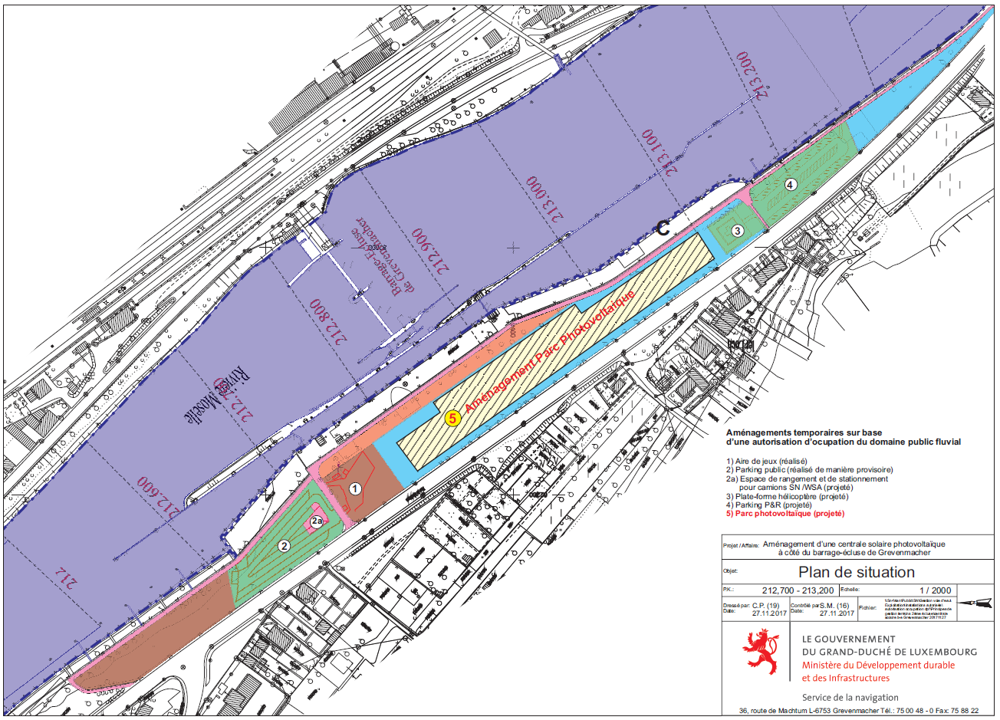 213.200
213.100
213.000
212.900
212.800
212.600
212
Barrage-Ecluse
de Grevenmacher
Rivière Moselle
C
4
3
Aménagement Parc Photovoltaïque
5
1
2a
2
Aménagements temporaires sur base
d'une autorisation d'ocupation du domaine public fluvial
1) Aire de jeux (réalisé)
2) Parking public (réalisé de manière provisoire)
2a) Espace de rangement et de stationnement
pour camions SN /WSA (projeté)
3) Plate-forme hélicoptère (projeté)
4) Parking P&R (projeté)
5) Parc photovoltaïque (projeté)
Projet / Affaire: Aménagement d'une centrale solaire photovoltaïque
à côté du barrage-écluse de Grevenmacher
Objet: Plan de situation
P.K.: 212,700 - 213,200 Echelle: 1 / 2000
Dressé par: C.P. (19) Contrôlé par S.M. (16) Fichier:
Date: 27.11.2017 Date: 27.11.2017
LE GOUVERNEMENT
DU GRAND-DUCHÉ DE LUXEMBOURG
Ministère du Développement durable
et des Infrastructures
Service de la navigation
36, route de Machtum L-6753 Grevenmacher Tél.: 75 00 48 - 0 Fax: 75 88 22